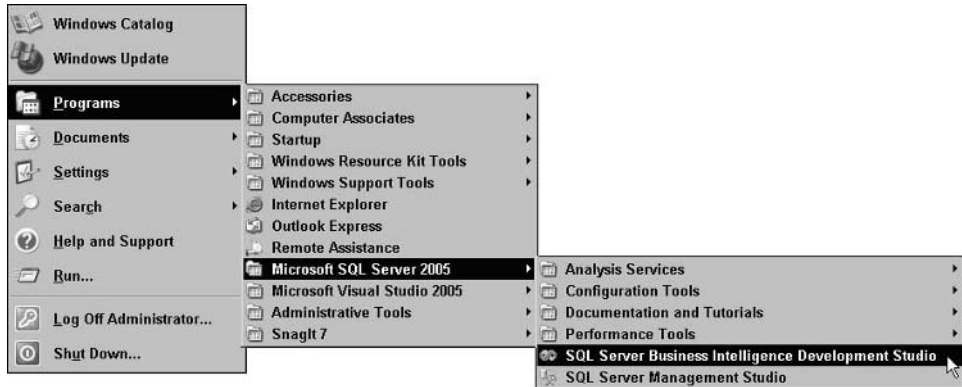 Windows Catalog
Windows Update
Programs
Documents
Settings
Search
Help and Support
Run...
Log Off Administrator...
Shut Down...
Accessories
Computer Associates
Startup
Windows Resource Kit Tools
Windows Support Tools
Internet Explorer
Outlook Express
Remote Assistance
Microsoft SQL Server 2005
Microsoft Visual Studio 2005
Administrative Tools
SnagIt 7
Analysis Services
Configuration Tools
Documentation and Tutorials
Performance Tools
SQL Server Business Intelligence Development Studio
SQL Server Management Studio